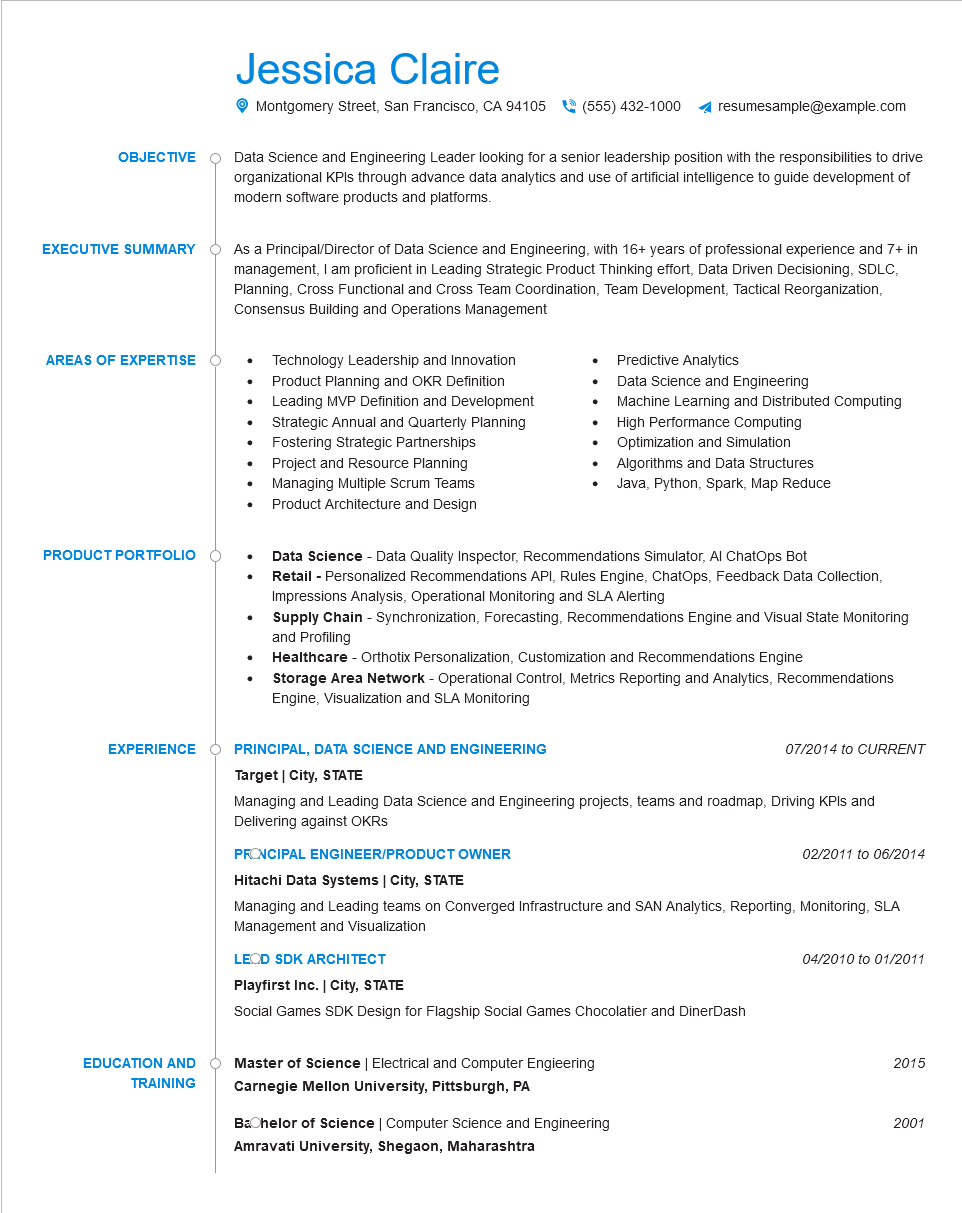 Jessica Claire
Montgomery Street, San Francisco, CA 94105 (555) 432-1000 resumesample@example.com
OBJECTIVE
Data Science and Engineering Leader looking for a senior leadership position with the responsibilities to drive
organizational KPIs through advance data analytics and use of artificial intelligence to guide development of
modern software products and platforms.
EXECUTIVE SUMMARY
As a Principal/Director of Data Science and Engineering, with 16+ years of professional experience and 7+ in
management, I am proficient in Leading Strategic Product Thinking effort, Data Driven Decisioning, SDLC,
Planning, Cross Functional and Cross Team Coordination, Team Development, Tactical Reorganization,
Consensus Building and Operations Management
AREAS OF EXPERTISE
• Technology Leadership and Innovation
• Product Planning and OKR Definition
• Leading MVP Definition and Development
• Strategic Annual and Quarterly Planning
• Fostering Strategic Partnerships
• Project and Resource Planning
• Managing Multiple Scrum Teams
• Product Architecture and Design
• Predictive Analytics
• Data Science and Engineering
• Machine Learning and Distributed Computing
• High Performance Computing
• Optimization and Simulation
• Algorithms and Data Structures
• Java, Python, Spark, Map Reduce
PRODUCT PORTFOLIO
• Data Science - Data Quality Inspector, Recommendations Simulator, AI ChatOps Bot
• Retail - Personalized Recommendations API, Rules Engine, ChatOps, Feedback Data Collection,
Impressions Analysis, Operational Monitoring and SLA Alerting
• Supply Chain - Synchronization, Forecasting, Recommendations Engine and Visual State Monitoring
and Profiling
• Healthcare - Orthotix Personalization, Customization and Recommendations Engine
• Storage Area Network - Operational Control, Metrics Reporting and Analytics, Recommendations
Engine, Visualization and SLA Monitoring
EXPERIENCE
PRINCIPAL, DATA SCIENCE AND ENGINEERING 07/2014 to CURRENT
Target | City, STATE
Managing and Leading Data Science and Engineering projects, teams and roadmap, Driving KPIs and
Delivering against OKRs
PRINCIPAL ENGINEER/PRODUCT OWNER 02/2011 to 06/2014
Hitachi Data Systems | City, STATE
Managing and Leading teams on Converged Infrastructure and SAN Analytics, Reporting, Monitoring, SLA
Management and Visualization
LEAD SDK ARCHITECT 04/2010 to 01/2011
Playfirst Inc. | City, STATE
Social Games SDK Design for Flagship Social Games Chocolatier and DinerDash
EDUCATION AND
TRAINING
Master of Science | Electrical and Computer Engieering 2015
Carnegie Mellon University, Pittsburgh, PA
Bachelor of Science | Computer Science and Engineering 2001
Amravati University, Shegaon, Maharashtra